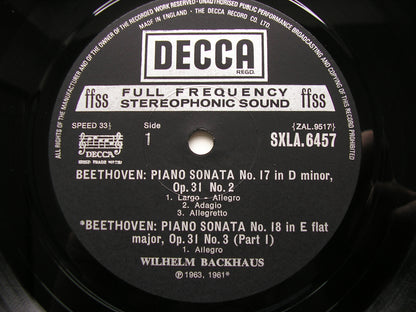 MADE IN ENGLAND · THE DECCA RECORD CO. LTD.
ALL RIGHTS OF THE MANUFACTURER AND OF THE OWNER OF THE RECORDED WORK RESERVED · UNAUTHORISED PUBLIC PERFORMANCE BROADCASTING AND COPYING OF THIS RECORD PROHIBITED
DECCA
REGD.
ffss FULL FREQUENCY ffss
STEREOPHONIC SOUND
SPEED 33⅓ Side (ZAL.9517)
1 SXLA.6457
DECCA
BEETHOVEN: PIANO SONATA No. 17 in D minor,
Op. 31 No. 2
1. Largo - Allegro
2. Adagio
3. Allegretto
*BEETHOVEN: PIANO SONATA No. 18 in E flat
major, Op. 31 No. 3 (Part 1)
1. Allegro
WILHELM BACKHAUS
℗ 1963, 1961*